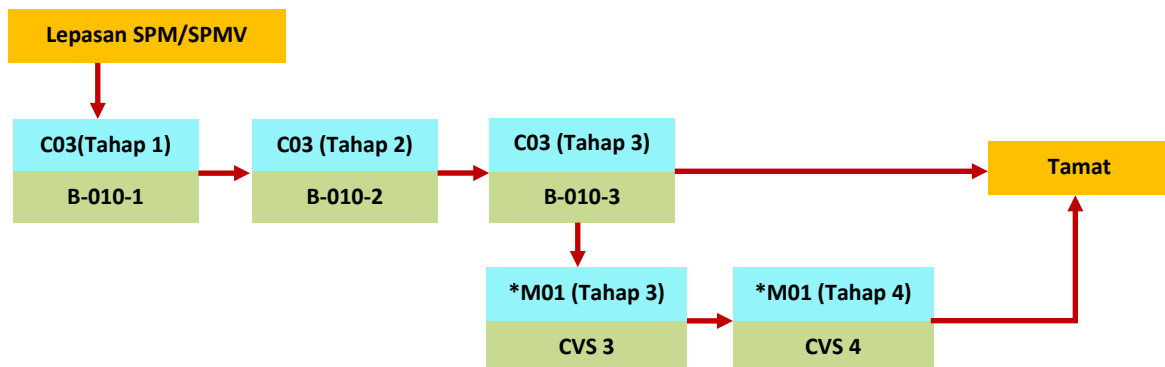 Lepasan SPM/SPMV
C03(Tahap 1)
B-010-1
C03 (Tahap 2)
B-010-2
C03 (Tahap 3)
B-010-3
Tamat
*M01 (Tahap 3)
CVS 3
*M01 (Tahap 4)
CVS 4